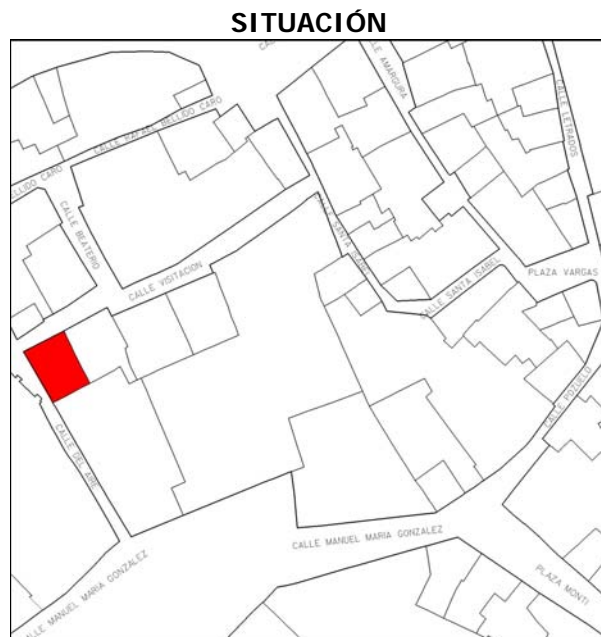 SITUACIÓN
CALLE AMARGURA
CALLE LETRADOS
CALLE RAFAEL BELLIDO CARO
BELLIDO CARO
CALLE BEATERIO
CALLE SANTA ISABEL
CALLE VISITACION
CALLE SANTA ISABEL
PLAZA VARGAS
CALLE POZUELO
CALLE DEL AIRE
CALLE MANUEL MARIA GONZALEZ
CALLE MANUEL MARIA GONZALEZ
PLAZA MONTI